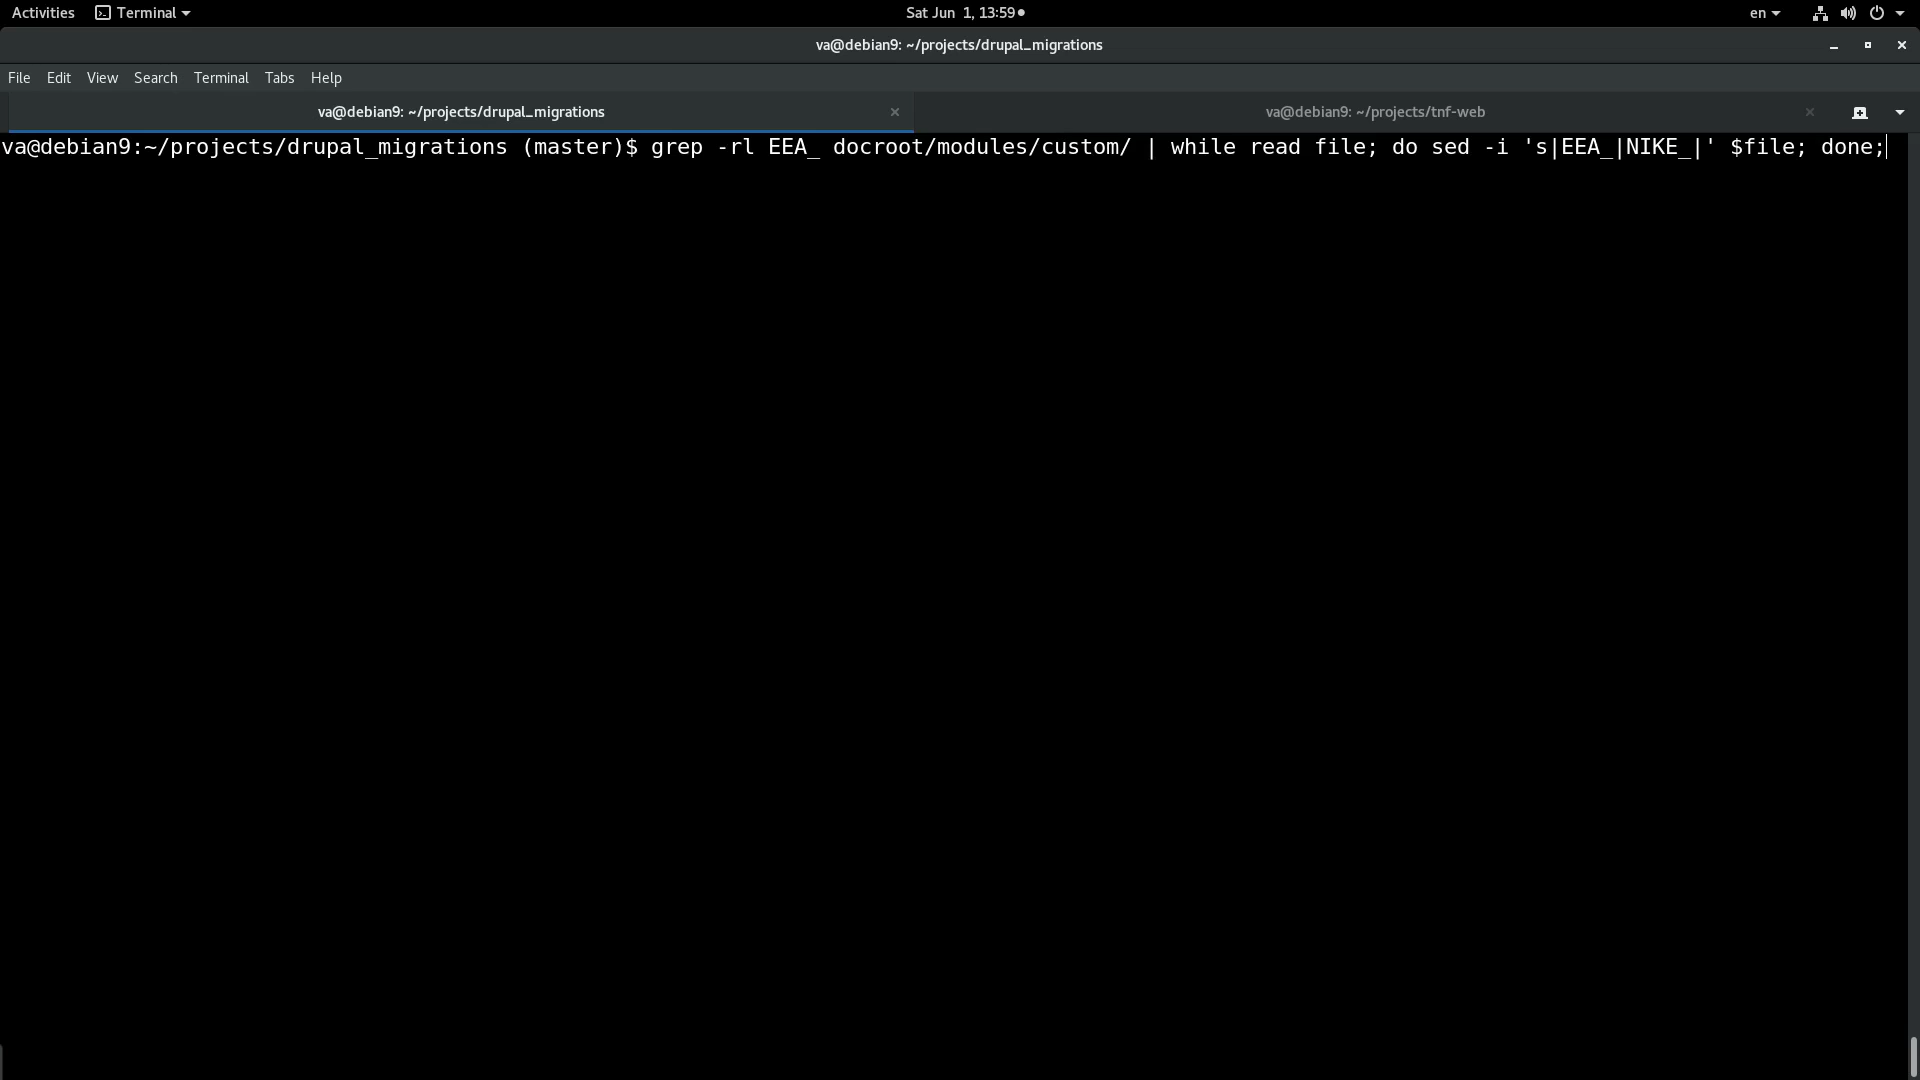 Activities Terminal Sat Jun 1, 13:59 en
va@debian9: ~/projects/drupal_migrations
File Edit View Search Terminal Tabs Help
va@debian9: ~/projects/drupal_migrations va@debian9: ~/projects/tnf-web
va@debian9:~/projects/drupal_migrations (master)$ grep -rl EEA_ docroot/modules/custom/ | while read file; do sed -i 's|EEA_|NIKE_|' $file; done;